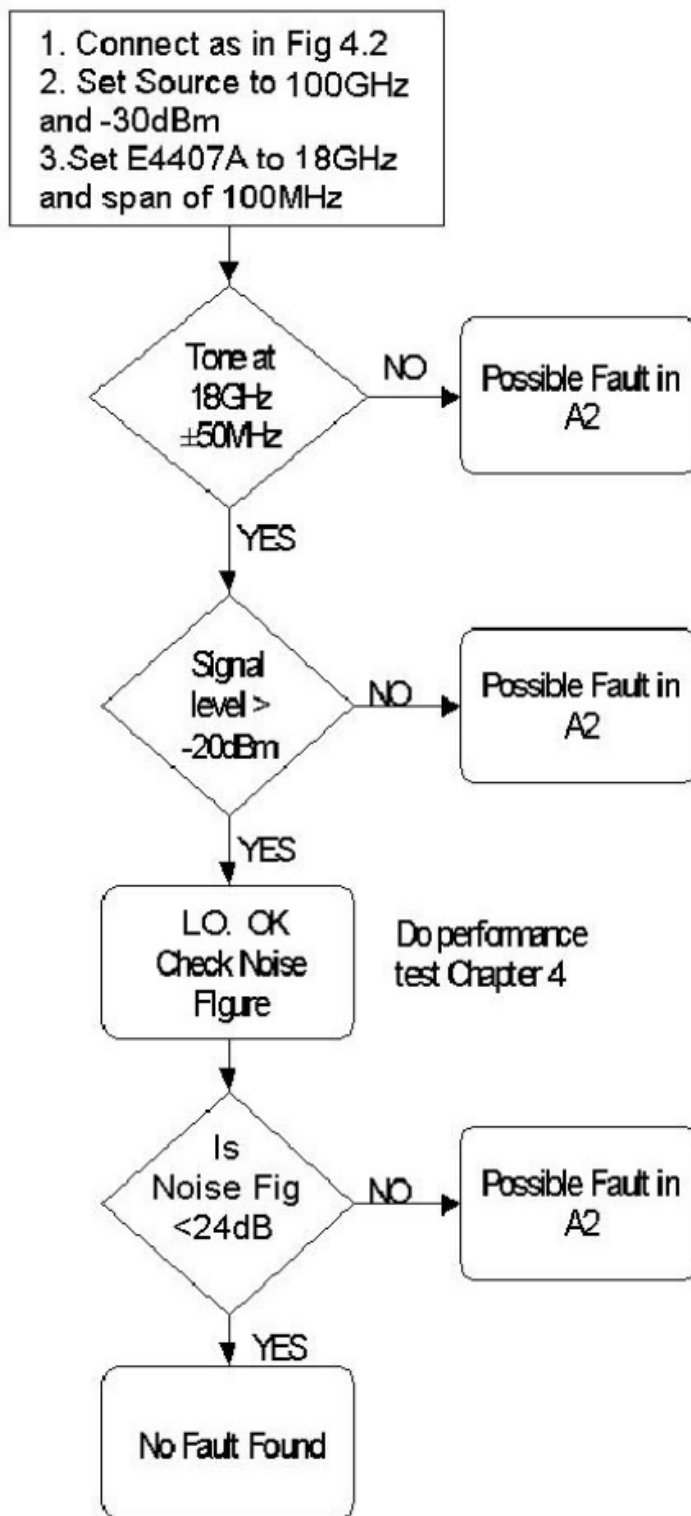 1. Connect as in Fig 4.2
2. Set Source to 100GHz
and -30dBm
3.Set E4407A to 18GHz
and span of 100MHz
Tone at
18GHz
±50MHz
NO
Possible Fault in
A2
YES
Signal
level >
-20dBm
NO
Possible Fault in
A2
YES
L.O. OK
Check Noise
Figure
Do performance
test Chapter 4
Is
Noise Fig
<24dB
NO
Possible Fault in
A2
YES
No Fault Found